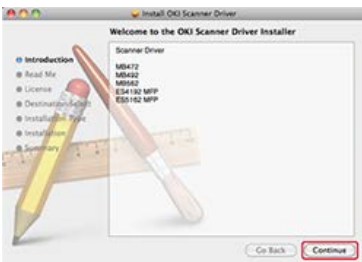 Install OKI Scanner Driver
Welcome to the OKI Scanner Driver Installer
Introduction
Read Me
License
Destination Select
Installation Type
Installation
Summary
Scanner Driver
MB472
MB492
MB562
ES4192 MFP
ES5162 MFP
Go Back
Continue